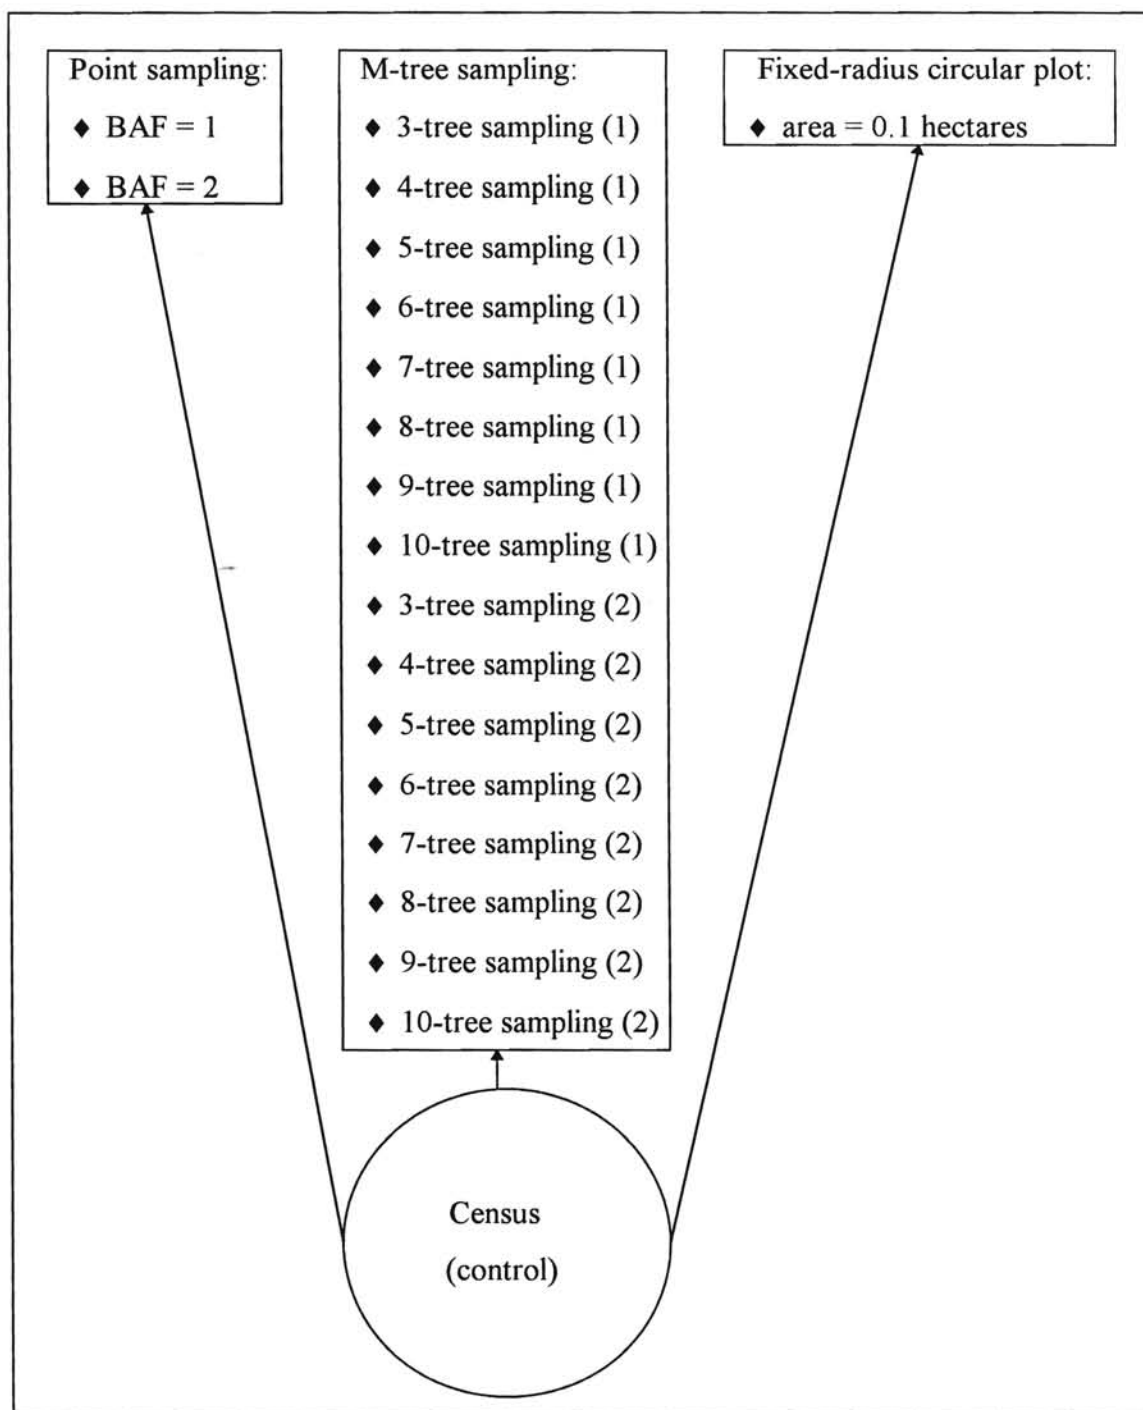 Point sampling:
♦ BAF = 1
♦ BAF = 2
M-tree sampling:
♦ 3-tree sampling (1)
♦ 4-tree sampling (1)
♦ 5-tree sampling (1)
♦ 6-tree sampling (1)
♦ 7-tree sampling (1)
♦ 8-tree sampling (1)
♦ 9-tree sampling (1)
♦ 10-tree sampling (1)
♦ 3-tree sampling (2)
♦ 4-tree sampling (2)
♦ 5-tree sampling (2)
♦ 6-tree sampling (2)
♦ 7-tree sampling (2)
♦ 8-tree sampling (2)
♦ 9-tree sampling (2)
♦ 10-tree sampling (2)
Fixed-radius circular plot:
♦ area = 0.1 hectares
Census
(control)